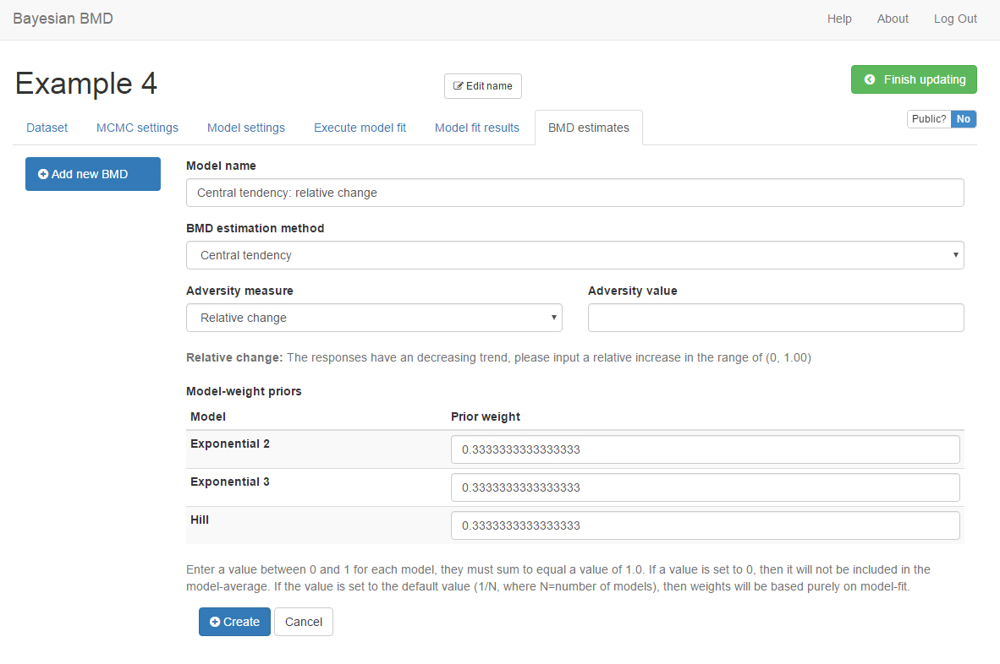 Bayesian BMD Help About Log Out
Example 4 Edit name Finish updating
Dataset MCMC settings Model settings Execute model fit Model fit results BMD estimates Public? No
Add new BMD
Model name
Central tendency: relative change
BMD estimation method
Central tendency
Adversity measure Adversity value
Relative change
Relative change: The responses have an decreasing trend, please input a relative increase in the range of (0, 1.00)
Model-weight priors
Model Prior weight
Exponential 2 0.3333333333333333
Exponential 3 0.3333333333333333
Hill 0.3333333333333333
Enter a value between 0 and 1 for each model, they must sum to equal a value of 1.0. If a value is set to 0, then it will not be included in the
model-average. If the value is set to the default value (1/N, where N=number of models), then weights will be based purely on model-fit.
Create Cancel